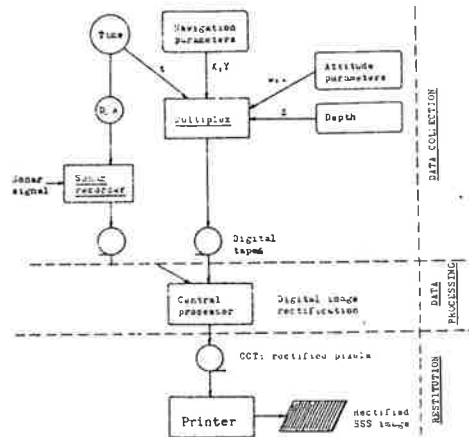 Time
Navigation
parameters
t
X,Y
Attitude
parameters
Multiplex
Z
Depth
Sonar
signal
Sonar
recorder
Digital
tapes
DATA COLLECTION
Central
processor
Digital image
rectification
DATA
PROCESSING
CCT: rectified pixels
Printer
Rectified
SSS image
RESTITUTION